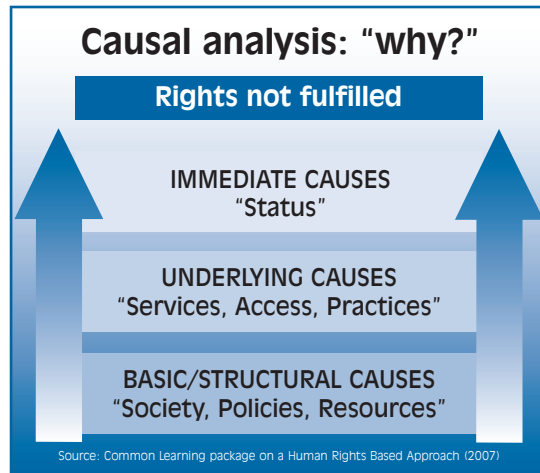 Causal analysis: “why?”
Rights not fulfilled
IMMEDIATE CAUSES
“Status”
UNDERLYING CAUSES
“Services, Access, Practices”
BASIC/STRUCTURAL CAUSES
“Society, Policies, Resources”
Source: Common Learning package on a Human Rights Based Approach (2007)